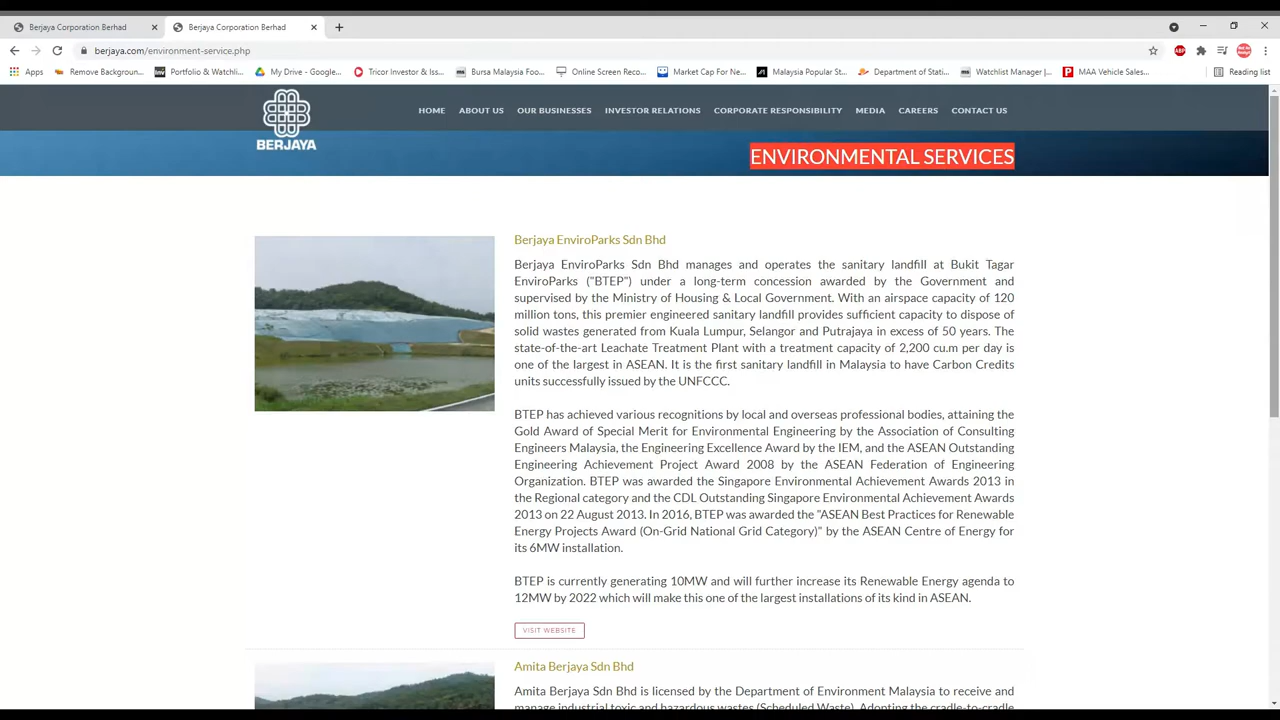 Berjaya Corporation Berhad
Berjaya Corporation Berhad
berjaya.com/environment-service.php
ABP
Apps
Remove Backgroun...
Portfolio & Watchli...
My Drive - Google...
Tricor Investor & Iss...
Bursa Malaysia Foo...
Online Screen Reco...
Market Cap For Ne...
Malaysia Popular St...
Department of Stati...
Watchlist Manager |...
MAA Vehicle Sales...
Reading list
BERJAYA
HOME
ABOUT US
OUR BUSINESSES
INVESTOR RELATIONS
CORPORATE RESPONSIBILITY
MEDIA
CAREERS
CONTACT US
ENVIRONMENTAL SERVICES
Berjaya EnviroParks Sdn Bhd
Berjaya EnviroParks Sdn Bhd manages and operates the sanitary landfill at Bukit Tagar
EnviroParks ("BTEP") under a long-term concession awarded by the Government and
supervised by the Ministry of Housing & Local Government. With an airspace capacity of 120
million tons, this premier engineered sanitary landfill provides sufficient capacity to dispose of
solid wastes generated from Kuala Lumpur, Selangor and Putrajaya in excess of 50 years. The
state-of-the-art Leachate Treatment Plant with a treatment capacity of 2,200 cu.m per day is
one of the largest in ASEAN. It is the first sanitary landfill in Malaysia to have Carbon Credits
units successfully issued by the UNFCCC.
BTEP has achieved various recognitions by local and overseas professional bodies, attaining the
Gold Award of Special Merit for Environmental Engineering by the Association of Consulting
Engineers Malaysia, the Engineering Excellence Award by the IEM, and the ASEAN Outstanding
Engineering Achievement Project Award 2008 by the ASEAN Federation of Engineering
Organization. BTEP was awarded the Singapore Environmental Achievement Awards 2013 in
the Regional category and the CDL Outstanding Singapore Environmental Achievement Awards
2013 on 22 August 2013. In 2016, BTEP was awarded the "ASEAN Best Practices for Renewable
Energy Projects Award (On-Grid National Grid Category)" by the ASEAN Centre of Energy for
its 6MW installation.
BTEP is currently generating 10MW and will further increase its Renewable Energy agenda to
12MW by 2022 which will make this one of the largest installations of its kind in ASEAN.
VISIT WEBSITE
Amita Berjaya Sdn Bhd
Amita Berjaya Sdn Bhd is licensed by the Department of Environment Malaysia to receive and
manage industrial toxic and hazardous wastes (Scheduled Waste). Adopting the cradle-to-cradle